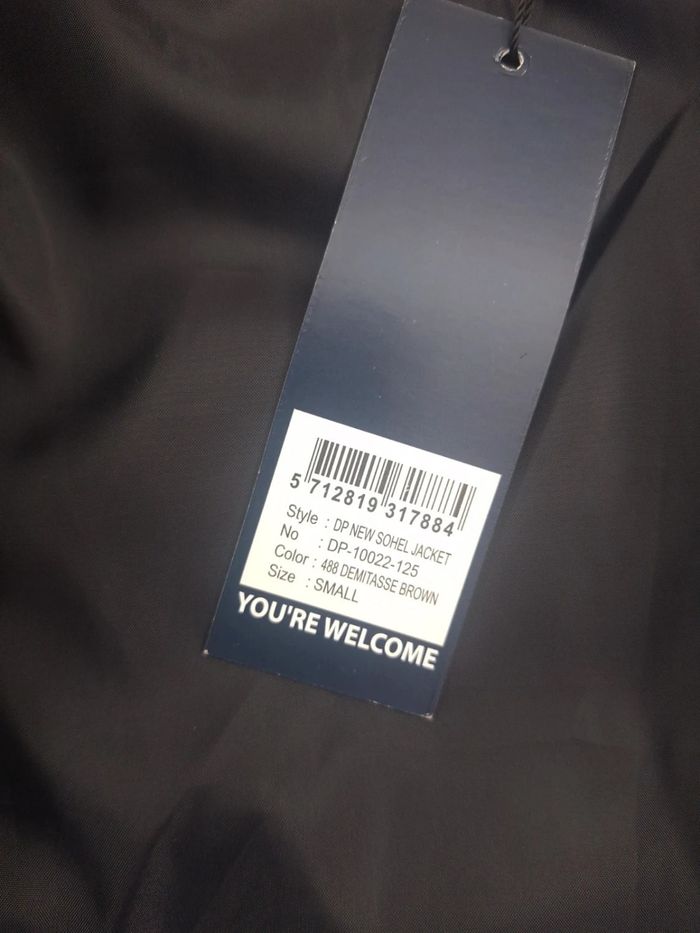 5 712819 317884
Style : DP NEW SOHEL JACKET
No : DP-10022-125
Color : 488 DEMITASSE BROWN
Size : SMALL
YOU'RE WELCOME